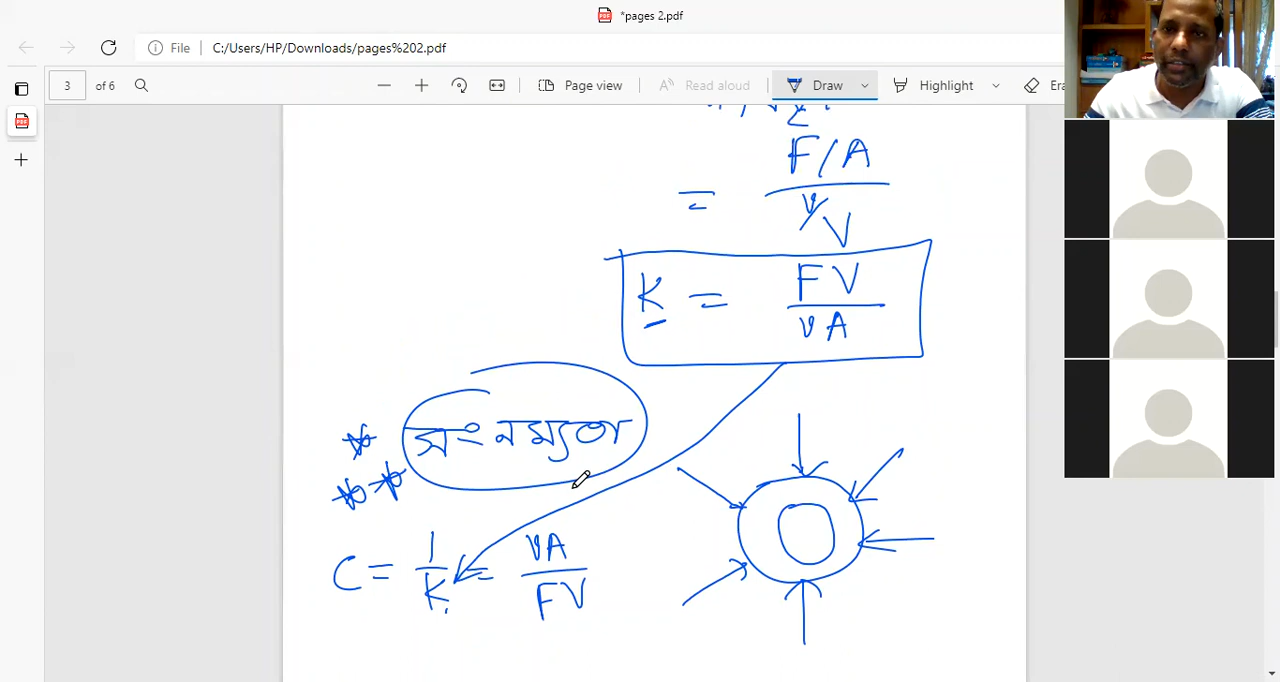 *pages 2.pdf
File C:/Users/HP/Downloads/pages%202.pdf
3 of 6 Page view Read aloud Draw Highlight Era
F/A
= v/V
K = FV
vA
সংনম্যতা
C = 1/K = vA/FV